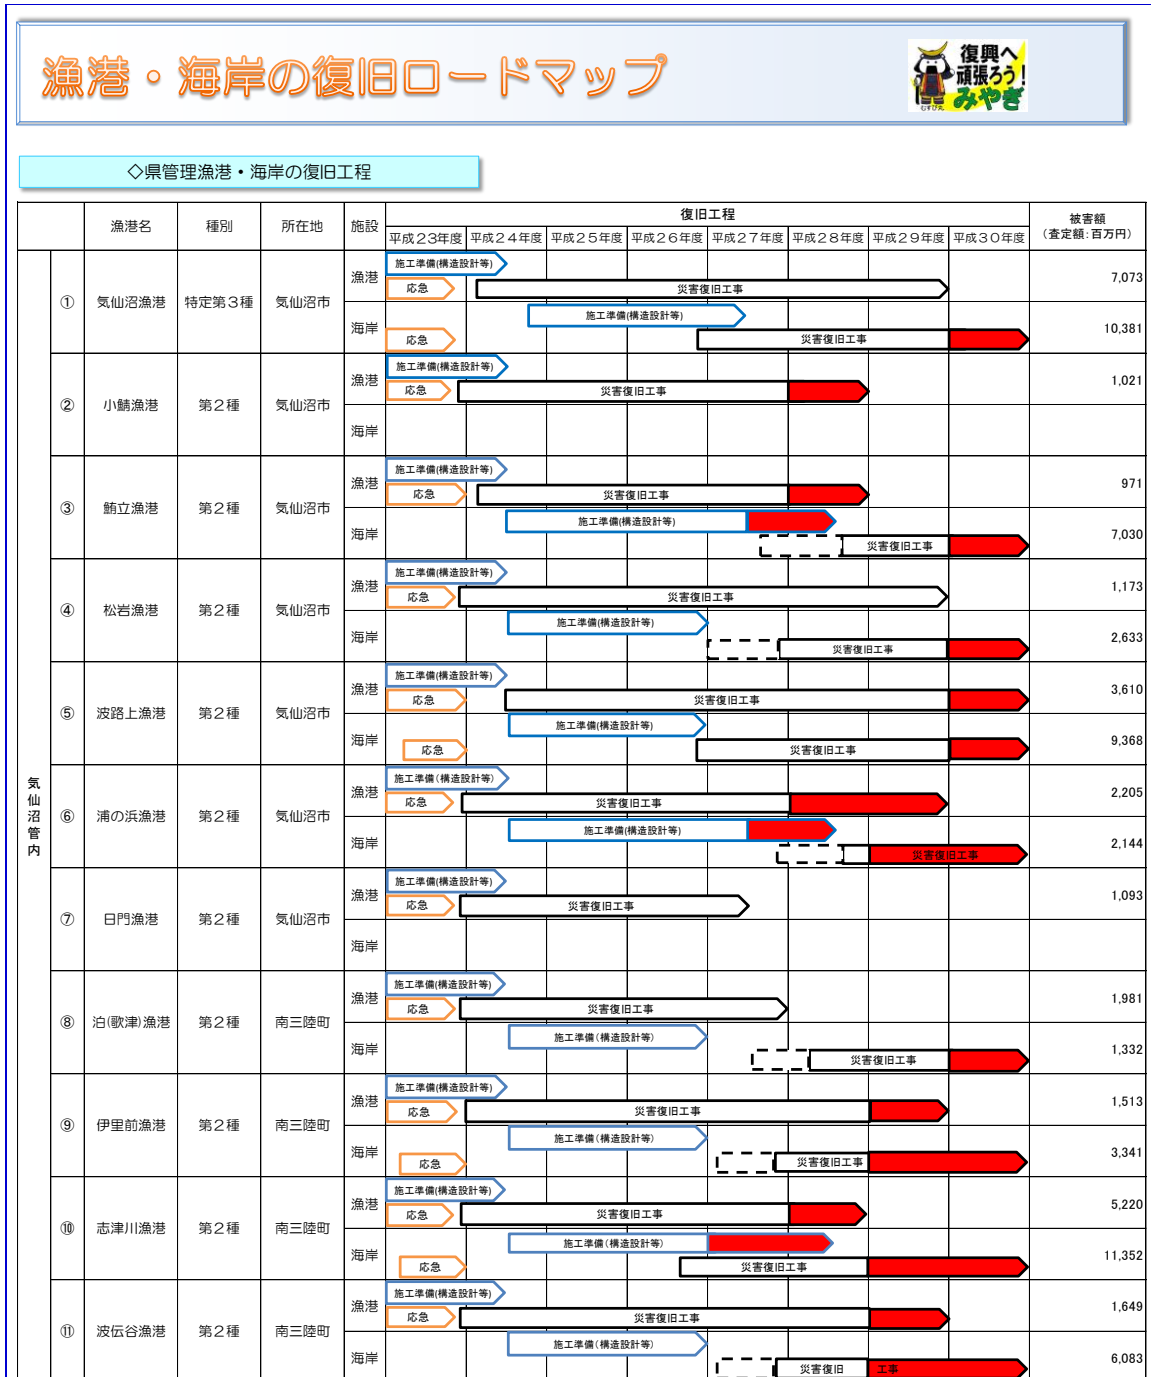 漁港・海岸の復旧ロードマップ
復興へ
頑張ろう!
みやぎ
むすび丸
◇県管理漁港・海岸の復旧工程
漁港名 種別 所在地 施設 復旧工程 被害額
(査定額:百万円)
平成23年度 平成24年度 平成25年度 平成26年度 平成27年度 平成28年度 平成29年度 平成30年度
気仙沼管内
① 気仙沼漁港 特定第3種 気仙沼市
漁港 施工準備(構造設計等) 7,073
応急 災害復旧工事
海岸 施工準備(構造設計等) 10,381
応急 災害復旧工事
② 小鯖漁港 第2種 気仙沼市
漁港 施工準備(構造設計等) 1,021
応急 災害復旧工事
海岸
③ 鮪立漁港 第2種 気仙沼市
漁港 施工準備(構造設計等) 971
応急 災害復旧工事
海岸 施工準備(構造設計等) 7,030
災害復旧工事
④ 松岩漁港 第2種 気仙沼市
漁港 施工準備(構造設計等) 1,173
応急 災害復旧工事
海岸 施工準備(構造設計等) 2,633
災害復旧工事
⑤ 波路上漁港 第2種 気仙沼市
漁港 施工準備(構造設計等) 3,610
応急 災害復旧工事
海岸 施工準備(構造設計等) 9,368
応急 災害復旧工事
⑥ 浦の浜漁港 第2種 気仙沼市
漁港 施工準備(構造設計等) 2,205
応急 災害復旧工事
海岸 施工準備(構造設計等) 2,144
災害復旧工事
⑦ 日門漁港 第2種 気仙沼市
漁港 施工準備(構造設計等) 1,093
応急 災害復旧工事
海岸
⑧ 泊(歌津)漁港 第2種 南三陸町
漁港 施工準備(構造設計等) 1,981
応急 災害復旧工事
海岸 施工準備(構造設計等) 1,332
災害復旧工事
⑨ 伊里前漁港 第2種 南三陸町
漁港 施工準備(構造設計等) 1,513
応急 災害復旧工事
海岸 施工準備(構造設計等) 3,341
応急 災害復旧工事
⑩ 志津川漁港 第2種 南三陸町
漁港 施工準備(構造設計等) 5,220
応急 災害復旧工事
海岸 施工準備(構造設計等) 11,352
応急 災害復旧工事
⑪ 波伝谷漁港 第2種 南三陸町
漁港 施工準備(構造設計等) 1,649
応急 災害復旧工事
海岸 施工準備(構造設計等) 6,083
災害復旧 工事